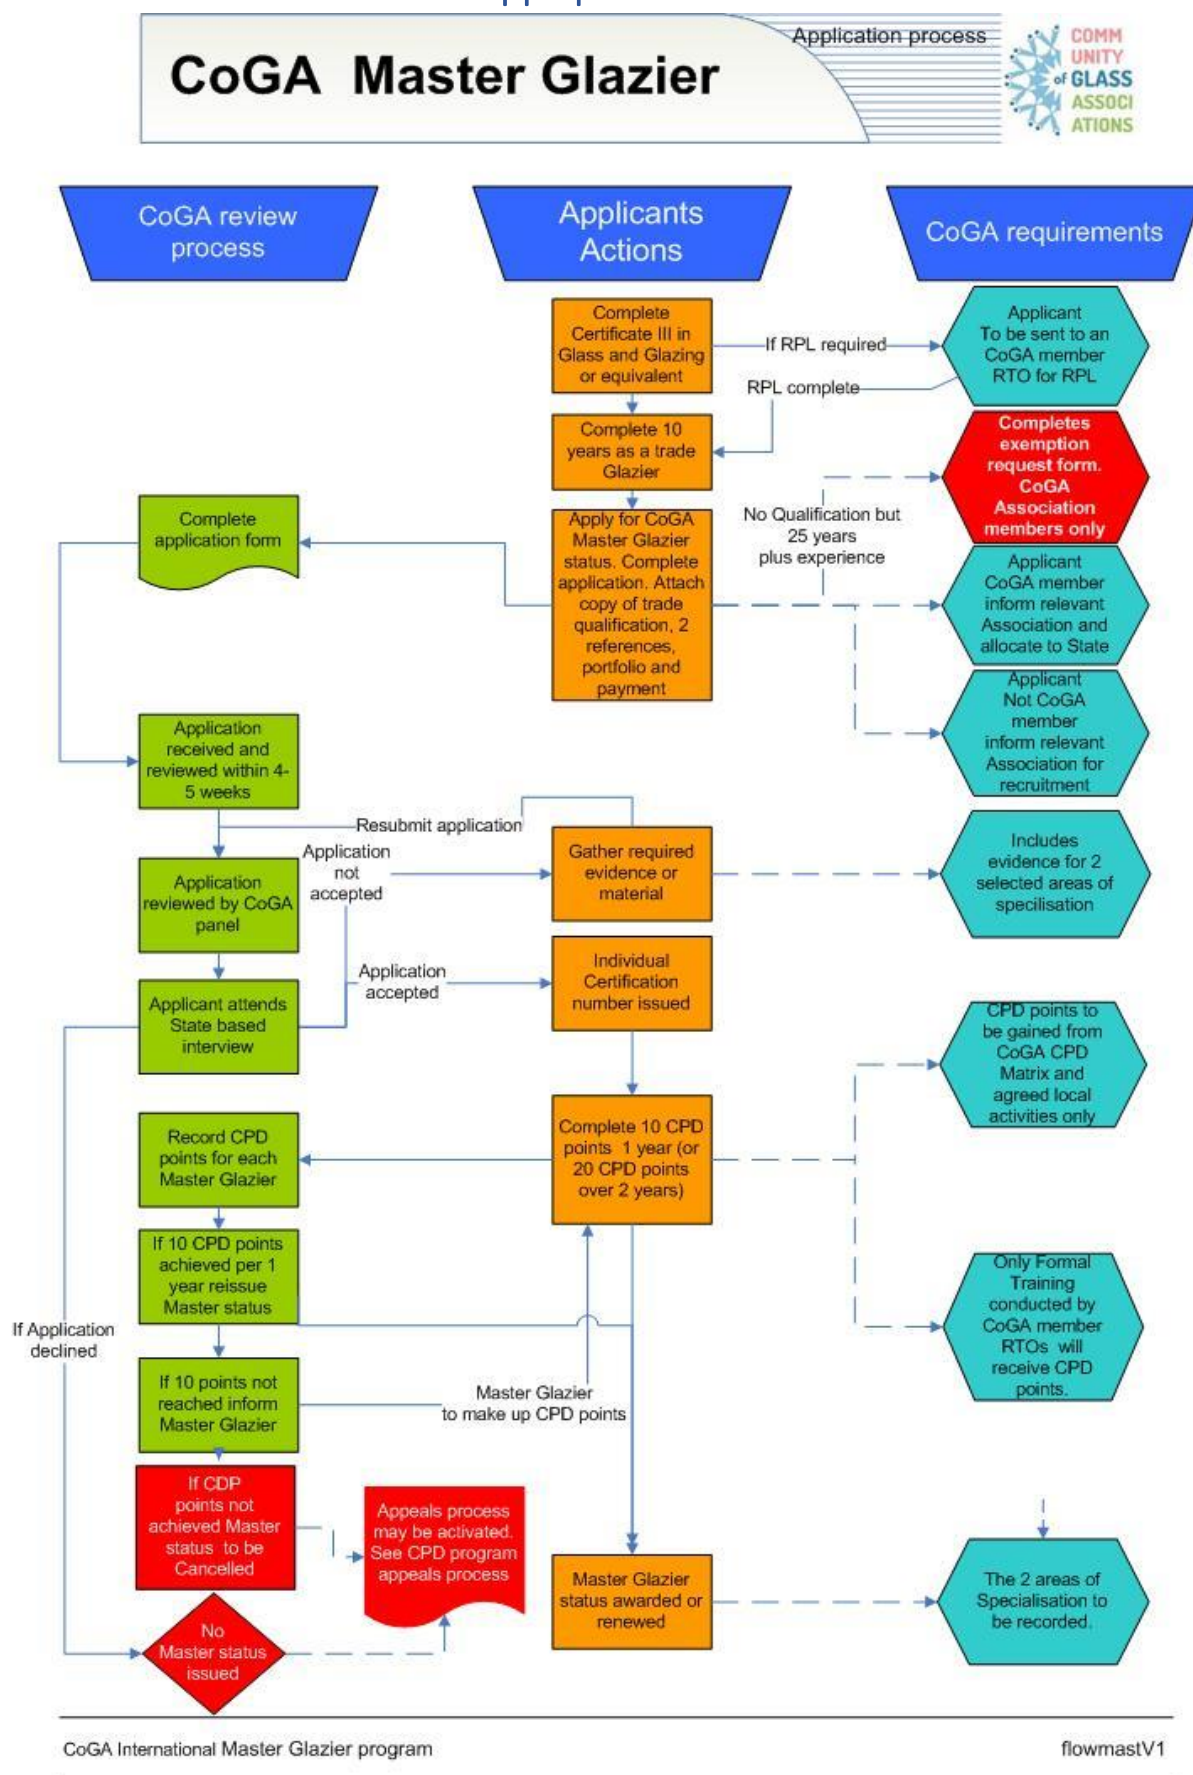 Application process
CoGA Master Glazier
COMM
UNITY
of GLASS
ASSOCI
ATIONS
CoGA review
process
Applicants
Actions
CoGA requirements
Complete
Certificate III in
Glass and Glazing
or equivalent
If RPL required
Applicant
To be sent to an
CoGA member
RTO for RPL
RPL complete
Complete 10
years as a trade
Glazier
Completes
exemption
request form.
CoGA
Association
members only
Complete
application form
Apply for CoGA
Master Glazier
status. Complete
application. Attach
copy of trade
qualification, 2
references,
portfolio and
payment
No Qualification but
25 years
plus experience
Applicant
CoGA member
inform relevant
Association and
allocate to State
Applicant
Not CoGA
member
inform relevant
Association for
recruitment
Application
received and
reviewed within 4-
5 weeks
Resubmit application
Application
not
accepted
Gather required
evidence or
material
Includes
evidence for 2
selected areas of
specilisation
Application
reviewed by CoGA
panel
Application
accepted
Individual
Certification
number issued
Applicant attends
State based
interview
CPD points to
be gained from
CoGA CPD
Matrix and
agreed local
activities only
Record CPD
points for each
Master Glazier
Complete 10 CPD
points 1 year (or
20 CPD points
over 2 years)
If 10 CPD points
achieved per 1
year reissue
Master status
Only Formal
Training
conducted by
CoGA member
RTOs will
receive CPD
points.
If Application
declined
If 10 points not
reached inform
Master Glazier
Master Glazier
to make up CPD points
If CDP
points not
achieved Master
status to be
Cancelled
Appeals process
may be activated.
See CPD program
appeals process
Master Glazier
status awarded or
renewed
The 2 areas of
Specialisation to
be recorded.
No
Master status
issued
CoGA International Master Glazier program
flowmastV1